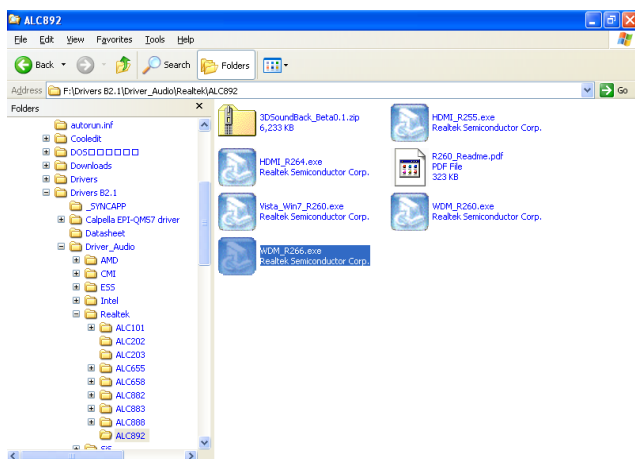 ALC892
File Edit View Favorites Tools Help
Back Search Folders
Address F:\Drivers B2.1\Driver_Audio\Realtek\ALC892 Go
Folders x
autorun.inf
Cooledit
DOS□□□□□□
Downloads
Drivers
Drivers B2.1
_SYNCAPP
Calpella EPI-QM57 driver
Datasheet
Driver_Audio
AMD
CMI
ESS
Intel
Realtek
ALC101
ALC202
ALC203
ALC655
ALC658
ALC882
ALC883
ALC888
ALC892
SiS
3DSoundBack_Beta0.1.zip
6,233 KB
HDMI_R255.exe
Realtek Semiconductor Corp.
HDMI_R264.exe
Realtek Semiconductor Corp.
R260_Readme.pdf
PDF File
323 KB
Vista_Win7_R260.exe
Realtek Semiconductor Corp.
WDM_R260.exe
Realtek Semiconductor Corp.
WDM_R266.exe
Realtek Semiconductor Corp.